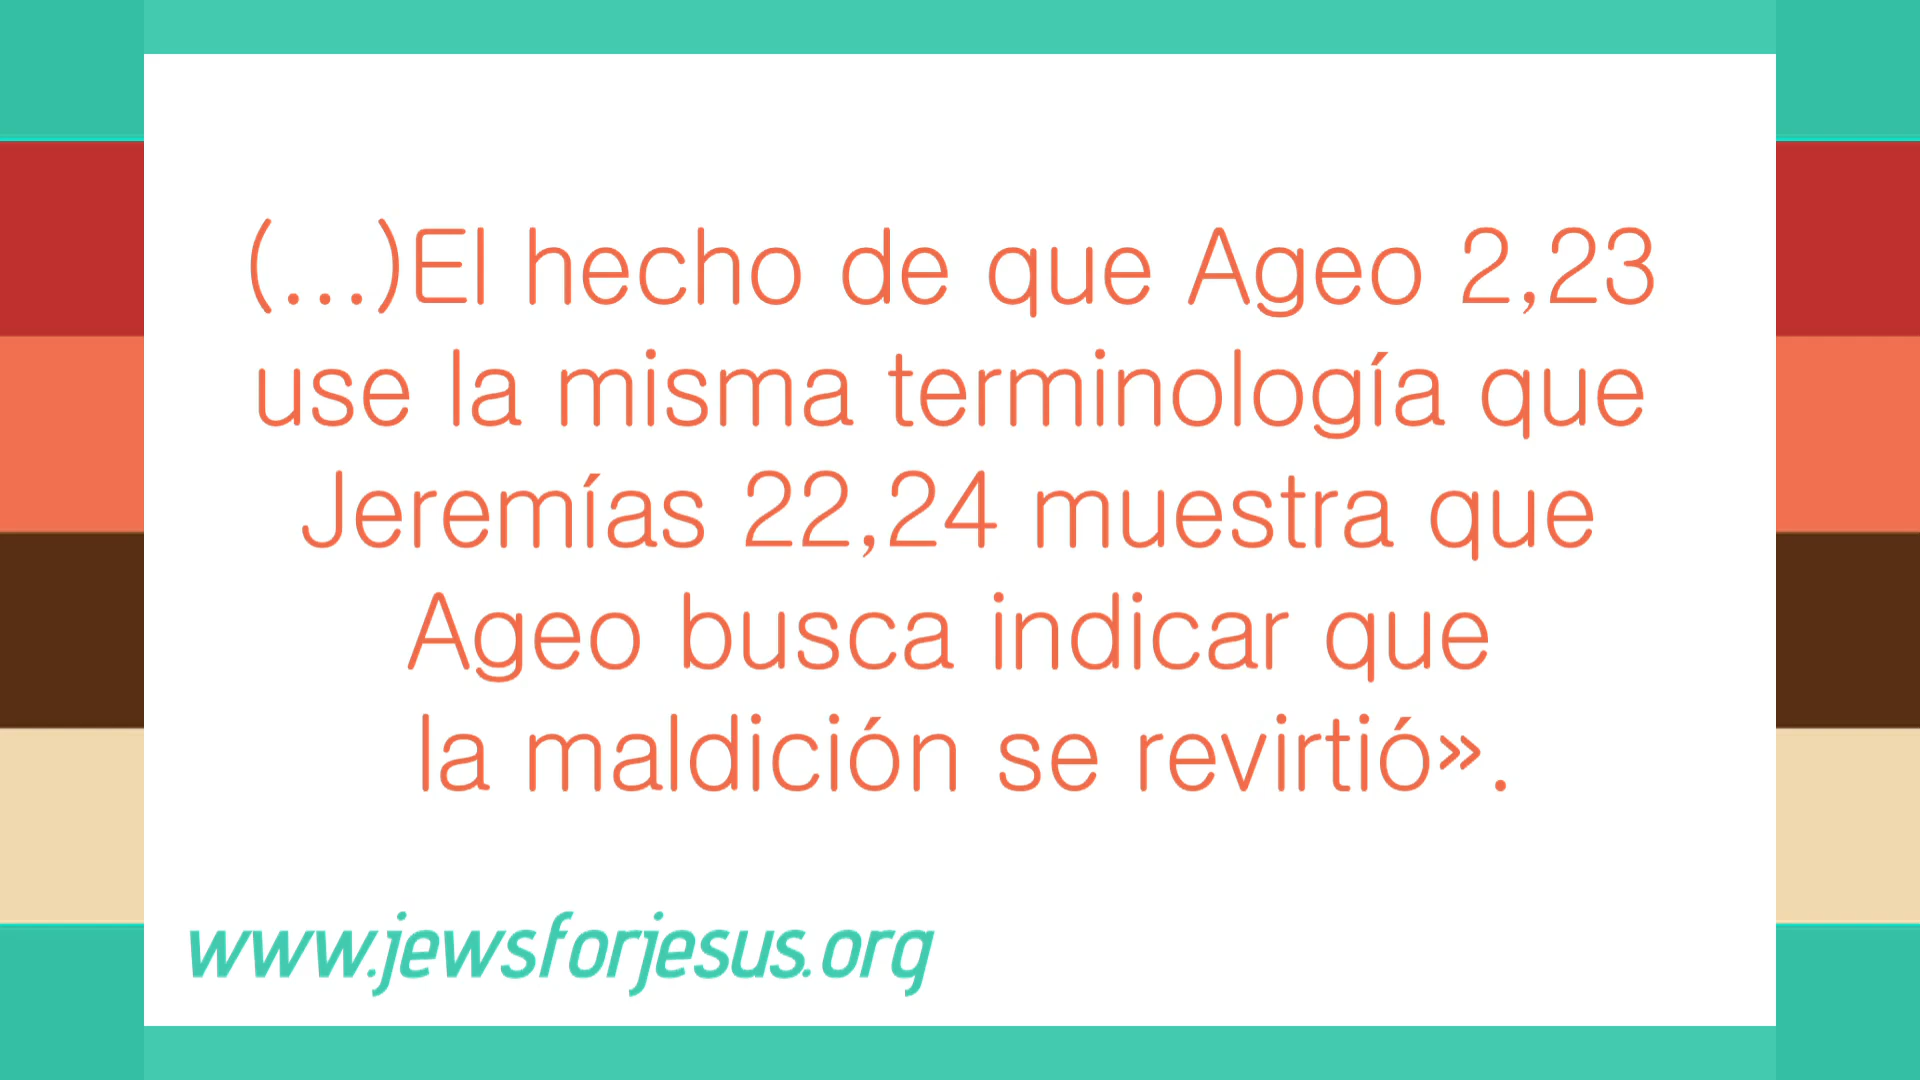 (...)El hecho de que Ageo 2,23
use la misma terminología que
Jeremías 22,24 muestra que
Ageo busca indicar que
la maldición se revirtió».
www.jewsforjesus.org